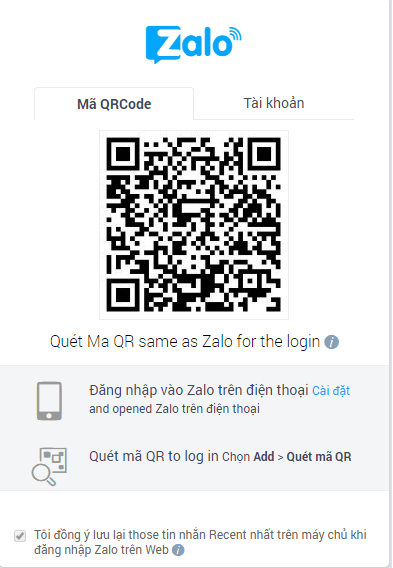 Zalo
Mã QRCode
Tài khoản
Quét Ma QR same as Zalo for the login
Đăng nhập vào Zalo trên điện thoại Cài đặt
and opened Zalo trên điện thoại
Quét mã QR to log in Chọn Add > Quét mã QR
Tôi đồng ý lưu lại those tin nhắn Recent nhất trên máy chủ khi
đăng nhập Zalo trên Web